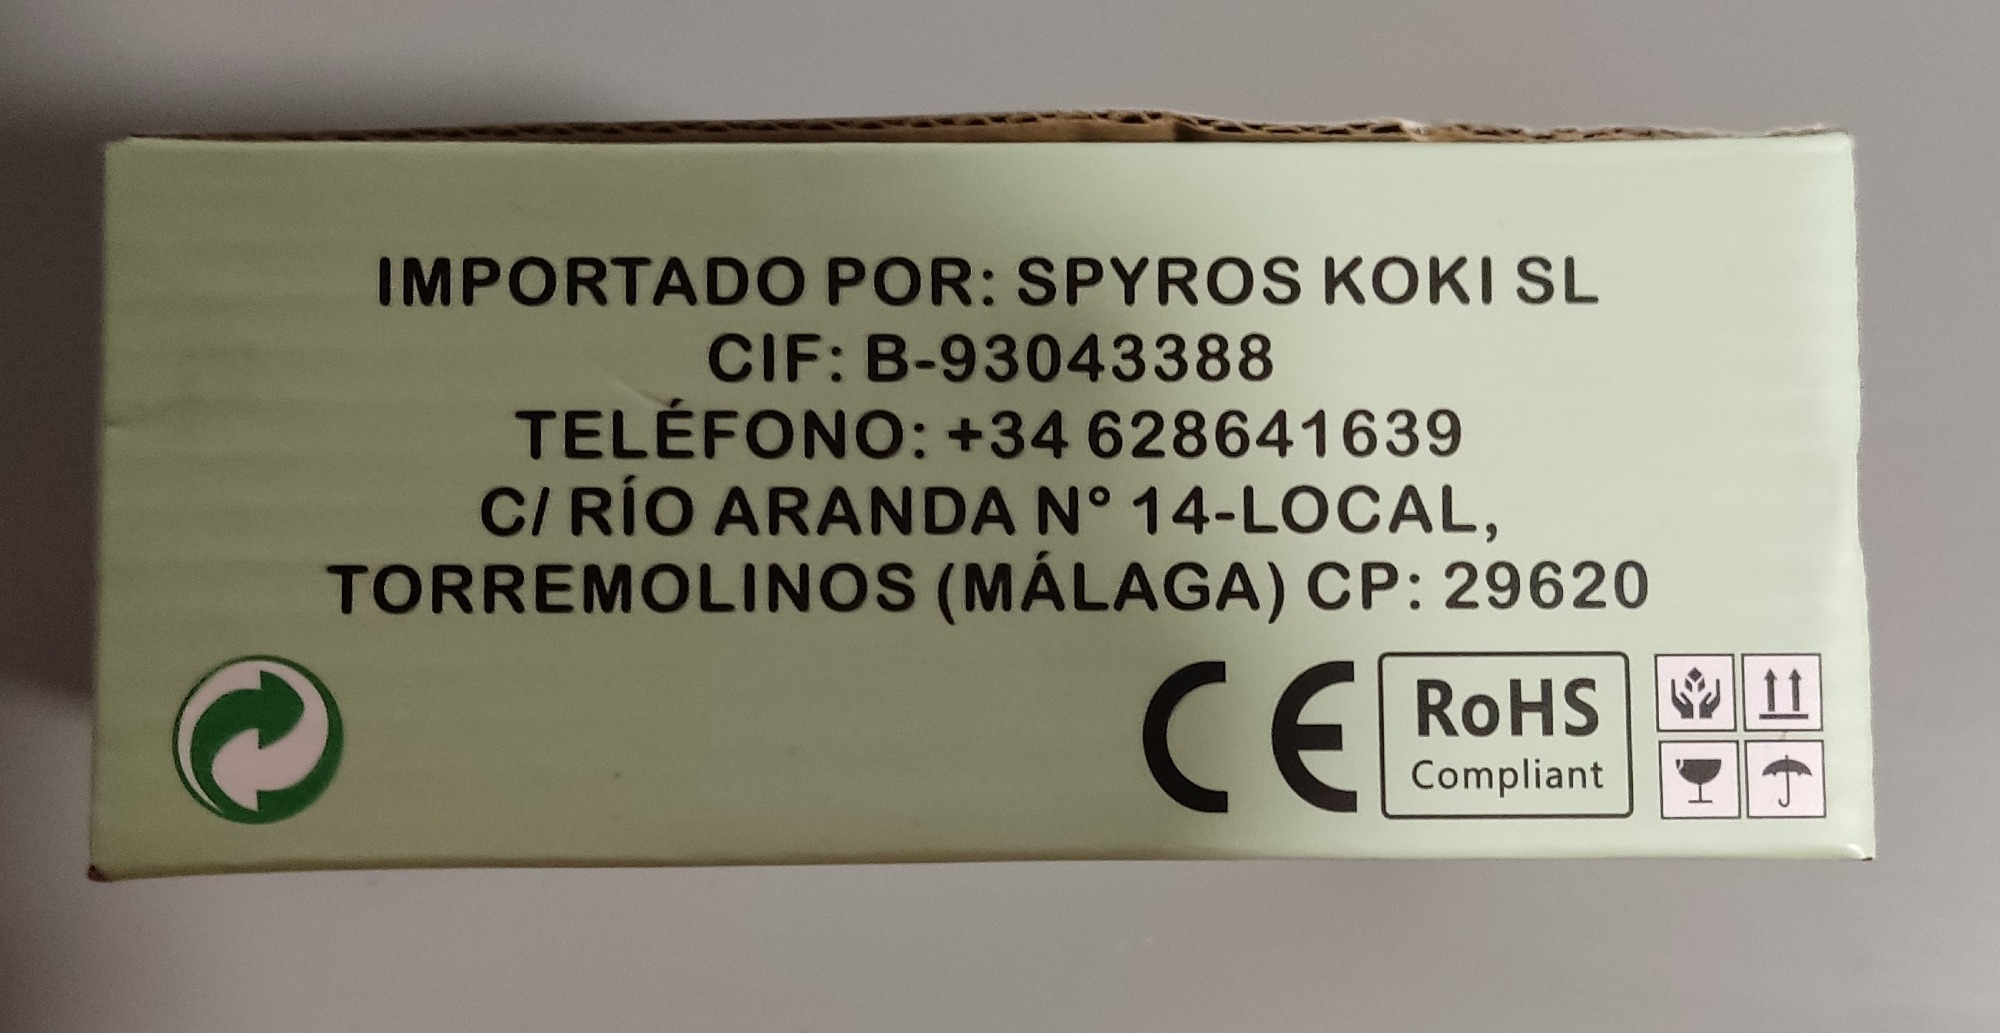 IMPORTADO POR: SPYROS KOKI SL
CIF: B-93043388
TELÉFONO: +34 628641639
C/ RÍO ARANDA N° 14-LOCAL,
TORREMOLINOS (MÁLAGA) CP: 29620
CE
RoHS
Compliant